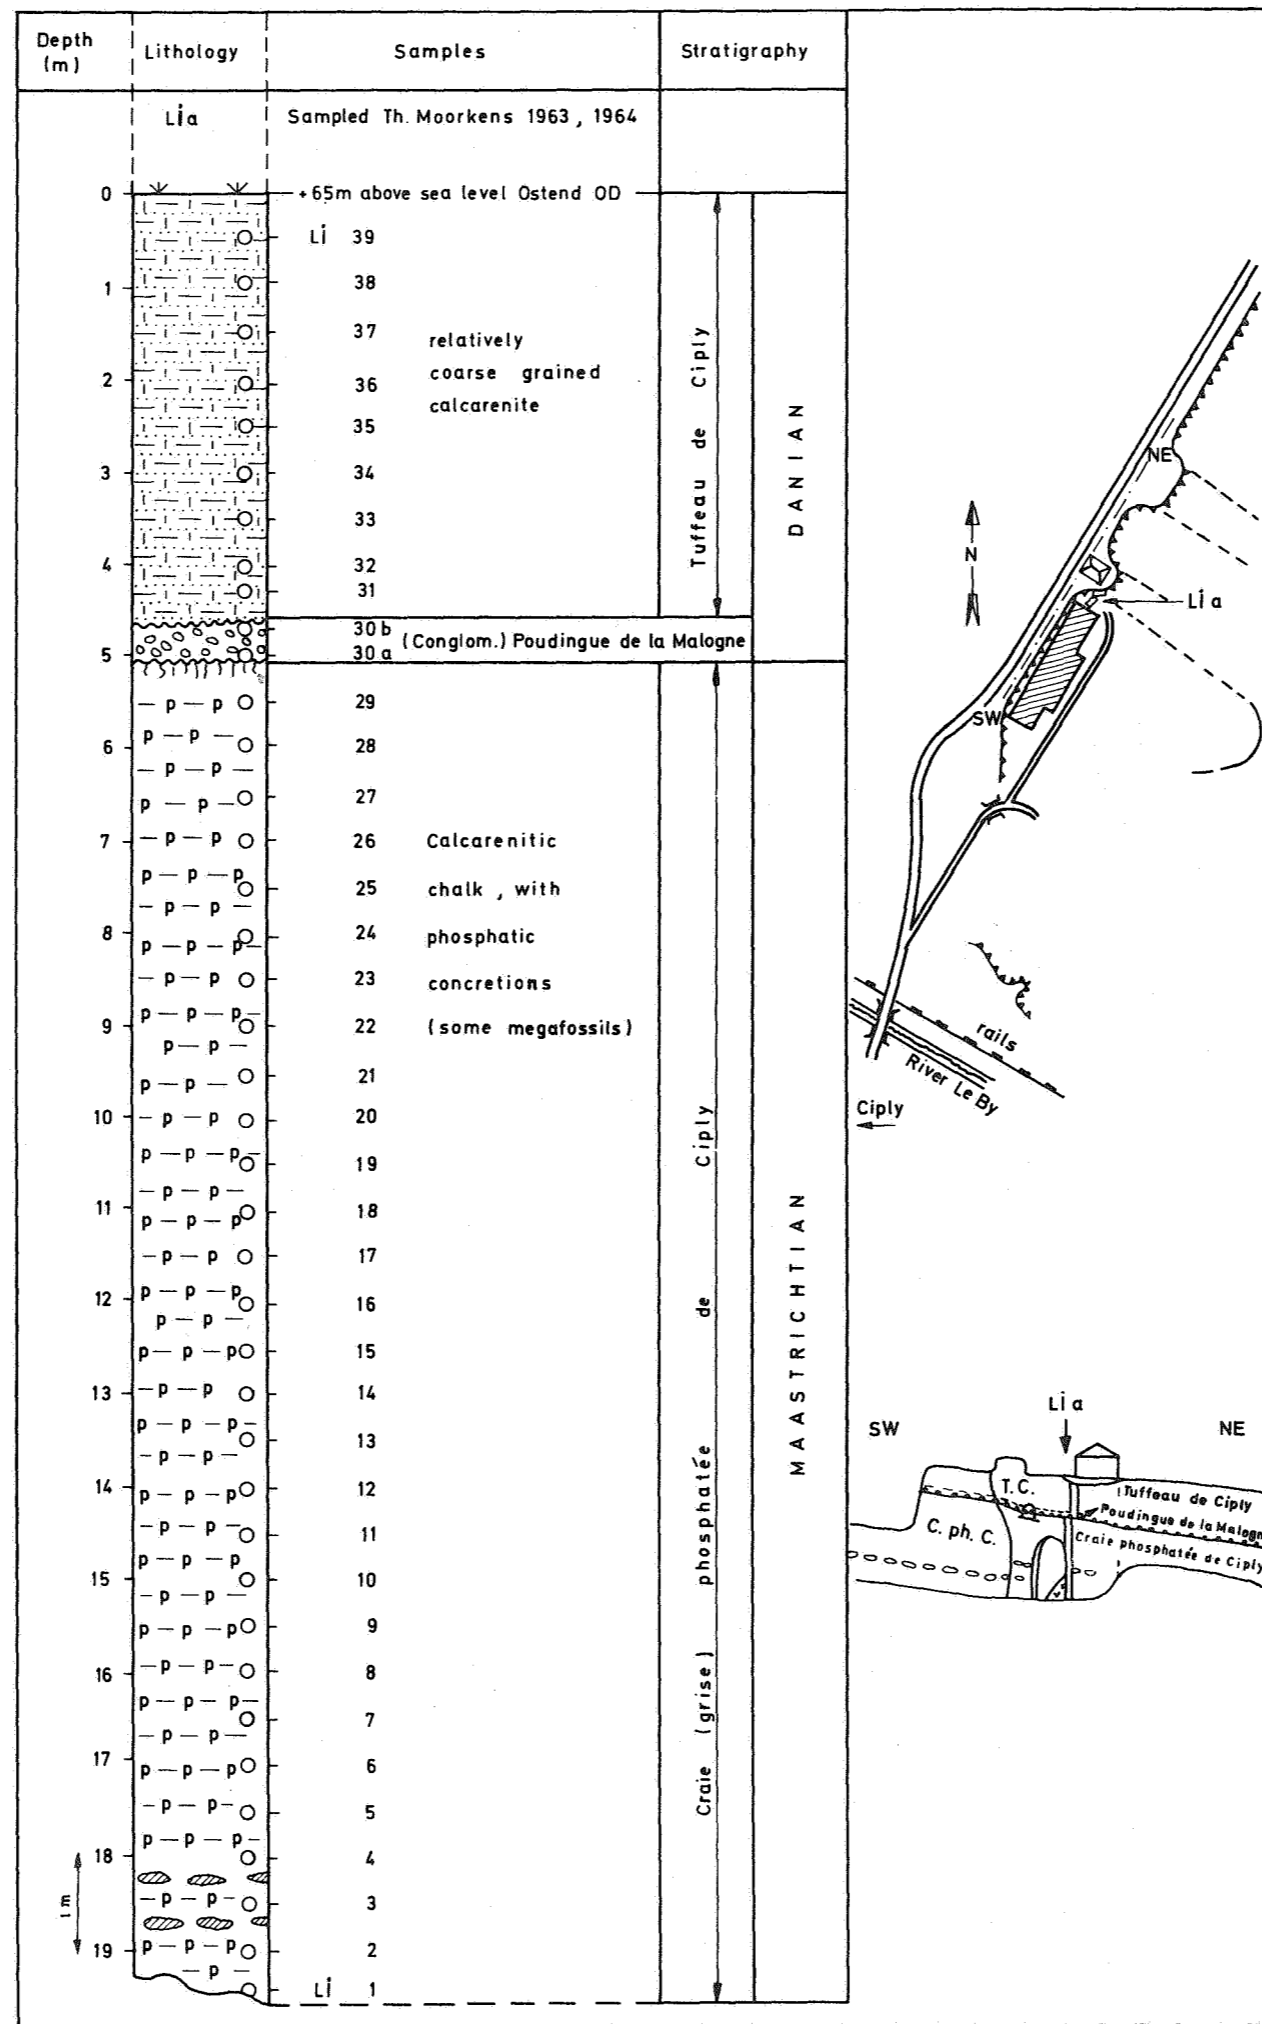 Depth (m)
Lithology
Samples
Stratigraphy
Lia
Sampled Th. Moorkens 1963, 1964
0
+65m above sea level Ostend OD
Li 39
1
38
37
relatively
2
36
coarse grained
calcarenite
35
3
34
33
4
32
31
30b
(Conglom.) Poudingue de la Malogne
5
30a
Tuffeau de Ciply
DANIAN
p p
29
p p
6
28
p p
p p
27
7
p p
26
Calcarenitic
p p p
25
chalk, with
p p
8
24
phosphatic
p p p
p p
23
concretions
p p p
9
22
(some megafossils)
p p
21
p p
10
20
p p
p p p
19
p p
11
18
p p p
p p
17
p p p
12
16
p p
p p p
15
13
p p
14
p p p
13
p p
14
12
p p p
p p
11
p p p
15
10
p p
p p p
9
16
p p
8
p p p
7
p p
17
p p p
6
p p
5
p p p
18
4
p p
3
1m
19
p p p
2
p
Li 1
Craie (grise) phosphatée de Ciply
MAASTRICHTIAN
NE
N
Lia
SW
rails
River Le By
Ciply
Lia
SW
NE
T.C.
Tuffeau de Ciply
Poudingue de la Malogne
C. ph. C.
Craie phosphatée de Ciply